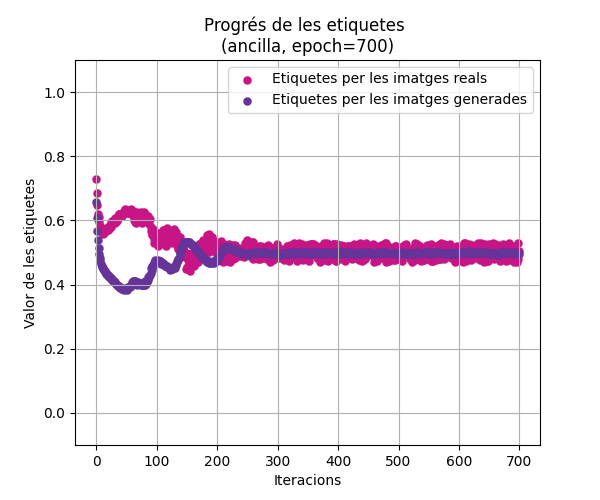 Progrés de les etiquetes
(ancilla, epoch=700)
Etiquetes per les imatges reals
Etiquetes per les imatges generades
Valor de les etiquetes
1.0
0.8
0.6
0.4
0.2
0.0
0 100 200 300 400 500 600 700
Iteracions